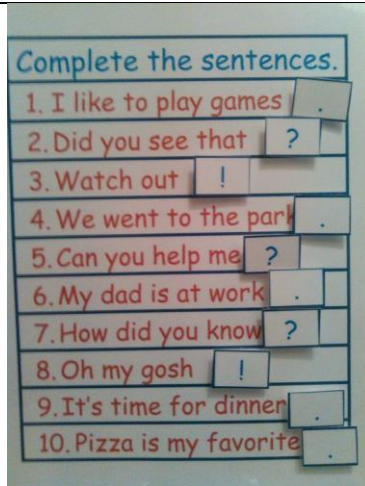 Complete the sentences.
1. I like to play games .
2. Did you see that ?
3. Watch out !
4. We went to the park .
5. Can you help me ?
6. My dad is at work .
7. How did you know ?
8. Oh my gosh !
9. It's time for dinner .
10. Pizza is my favorite .